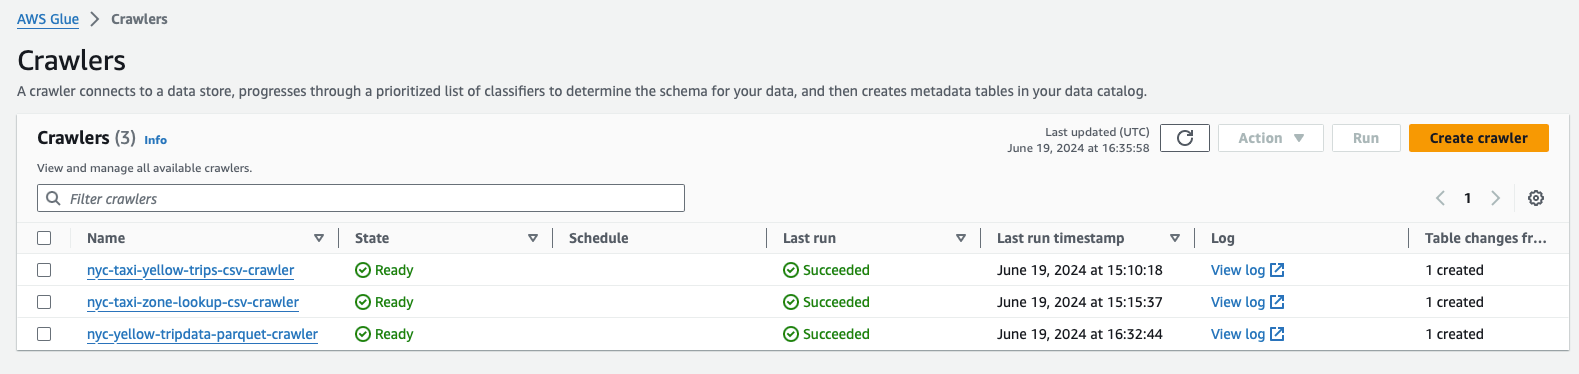 AWS Glue > Crawlers
Crawlers
A crawler connects to a data store, progresses through a prioritized list of classifiers to determine the schema for your data, and then creates metadata tables in your data catalog.
Crawlers (3) Info
Last updated (UTC)
June 19, 2024 at 16:35:58
Action
Run
Create crawler
View and manage all available crawlers.
Filter crawlers
1
Name State Schedule Last run Last run timestamp Log Table changes fr...
nyc-taxi-yellow-trips-csv-crawler Ready Succeeded June 19, 2024 at 15:10:18 View log 1 created
nyc-taxi-zone-lookup-csv-crawler Ready Succeeded June 19, 2024 at 15:15:37 View log 1 created
nyc-yellow-tripdata-parquet-crawler Ready Succeeded June 19, 2024 at 16:32:44 View log 1 created